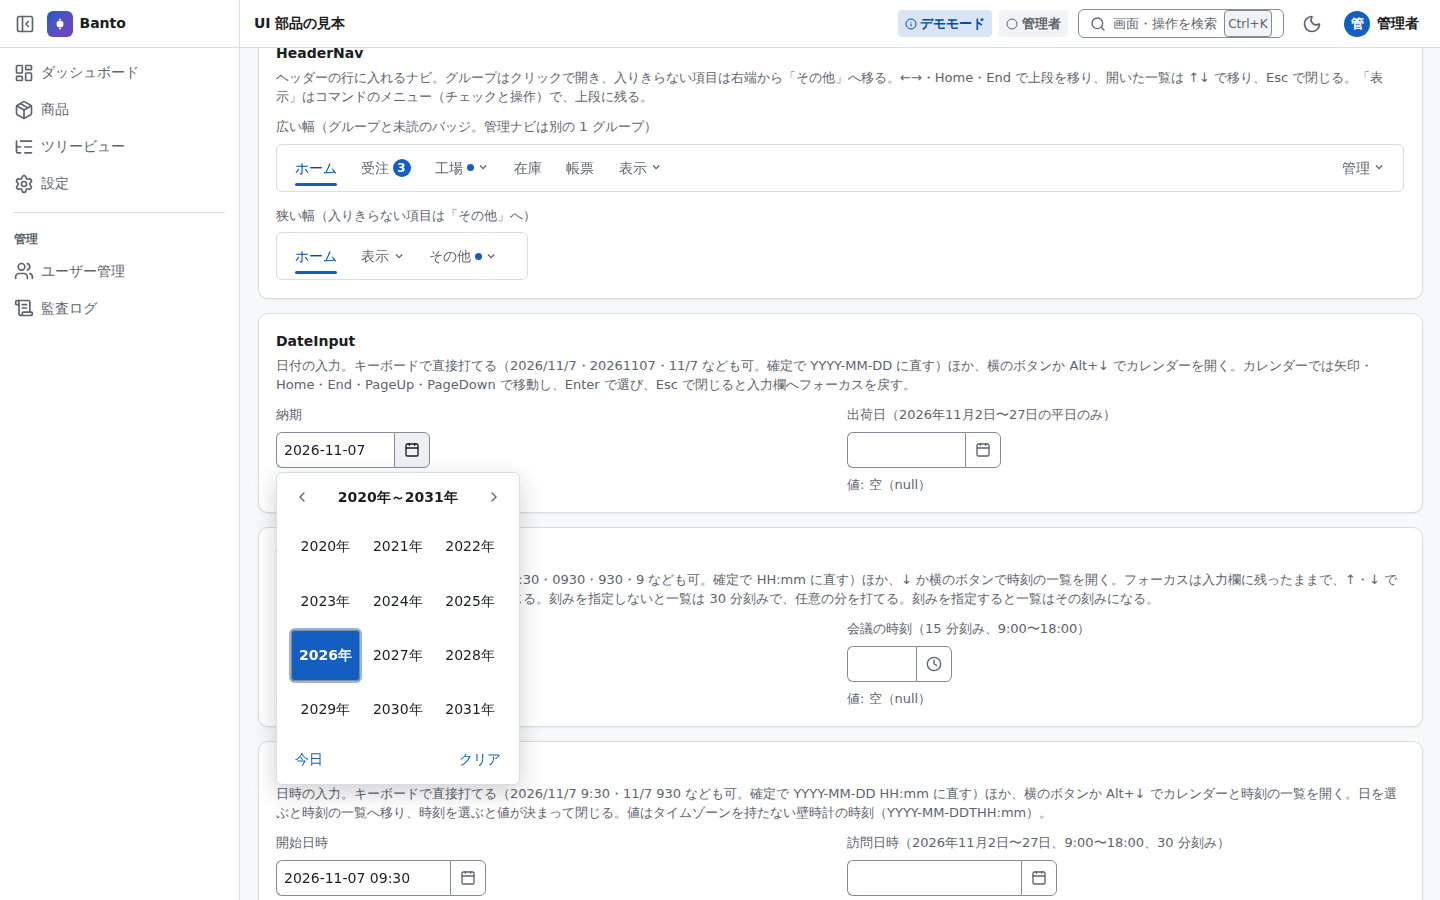 Banto
UI 部品の見本
デモモード
管理者
画面・操作を検索
Ctrl+K
管
管理者
ダッシュボード
商品
ツリービュー
設定
管理
ユーザー管理
監査ログ
HeaderNav
ヘッダーの行に入れるナビ。グループはクリックで開き、入りきらない項目は右端から「その他」へ移る。←→・Home・End で上段を移り、開いた一覧は ↑↓ で移り、Esc で閉じる。「表
示」はコマンドのメニュー（チェックと操作）で、上段に残る。
広い幅（グループと未読のバッジ。管理ナビは別の 1 グループ）
ホーム 受注 3 工場 在庫 帳票 表示 管理
狭い幅（入りきらない項目は「その他」へ）
ホーム 表示 その他
DateInput
日付の入力。キーボードで直接打てる（2026/11/7・20261107・11/7 なども可。確定で YYYY-MM-DD に直す）ほか、横のボタンか Alt+↓ でカレンダーを開く。カレンダーでは矢印・
Home・End・PageUp・PageDown で移動し、Enter で選び、Esc で閉じると入力欄へフォーカスを戻す。
納期
2026-11-07
出荷日（2026年11月2日〜27日の平日のみ）
値: 空（null）
2020年～2031年
2020年 2021年 2022年
2023年 2024年 2025年
2026年 2027年 2028年
2029年 2030年 2031年
今日 クリア
:30・0930・930・9 なども可。確定で HH:mm に直す）ほか、↓ か横のボタンで時刻の一覧を開く。フォーカスは入力欄に残ったままで、↑・↓ で
る。刻みを指定しないと一覧は 30 分刻みで、任意の分を打てる。刻みを指定すると一覧はその刻みになる。
会議の時刻（15 分刻み、9:00〜18:00）
値: 空（null）
日時の入力。キーボードで直接打てる（2026/11/7 9:30・11/7 930 なども可。確定で YYYY-MM-DD HH:mm に直す）ほか、横のボタンか Alt+↓ でカレンダーと時刻の一覧を開く。日を選
ぶと時刻の一覧へ移り、時刻を選ぶと値が決まって閉じる。値はタイムゾーンを持たない壁時計の時刻（YYYY-MM-DDTHH:mm）。
開始日時
2026-11-07 09:30
訪問日時（2026年11月2日〜27日、9:00〜18:00、30 分刻み）